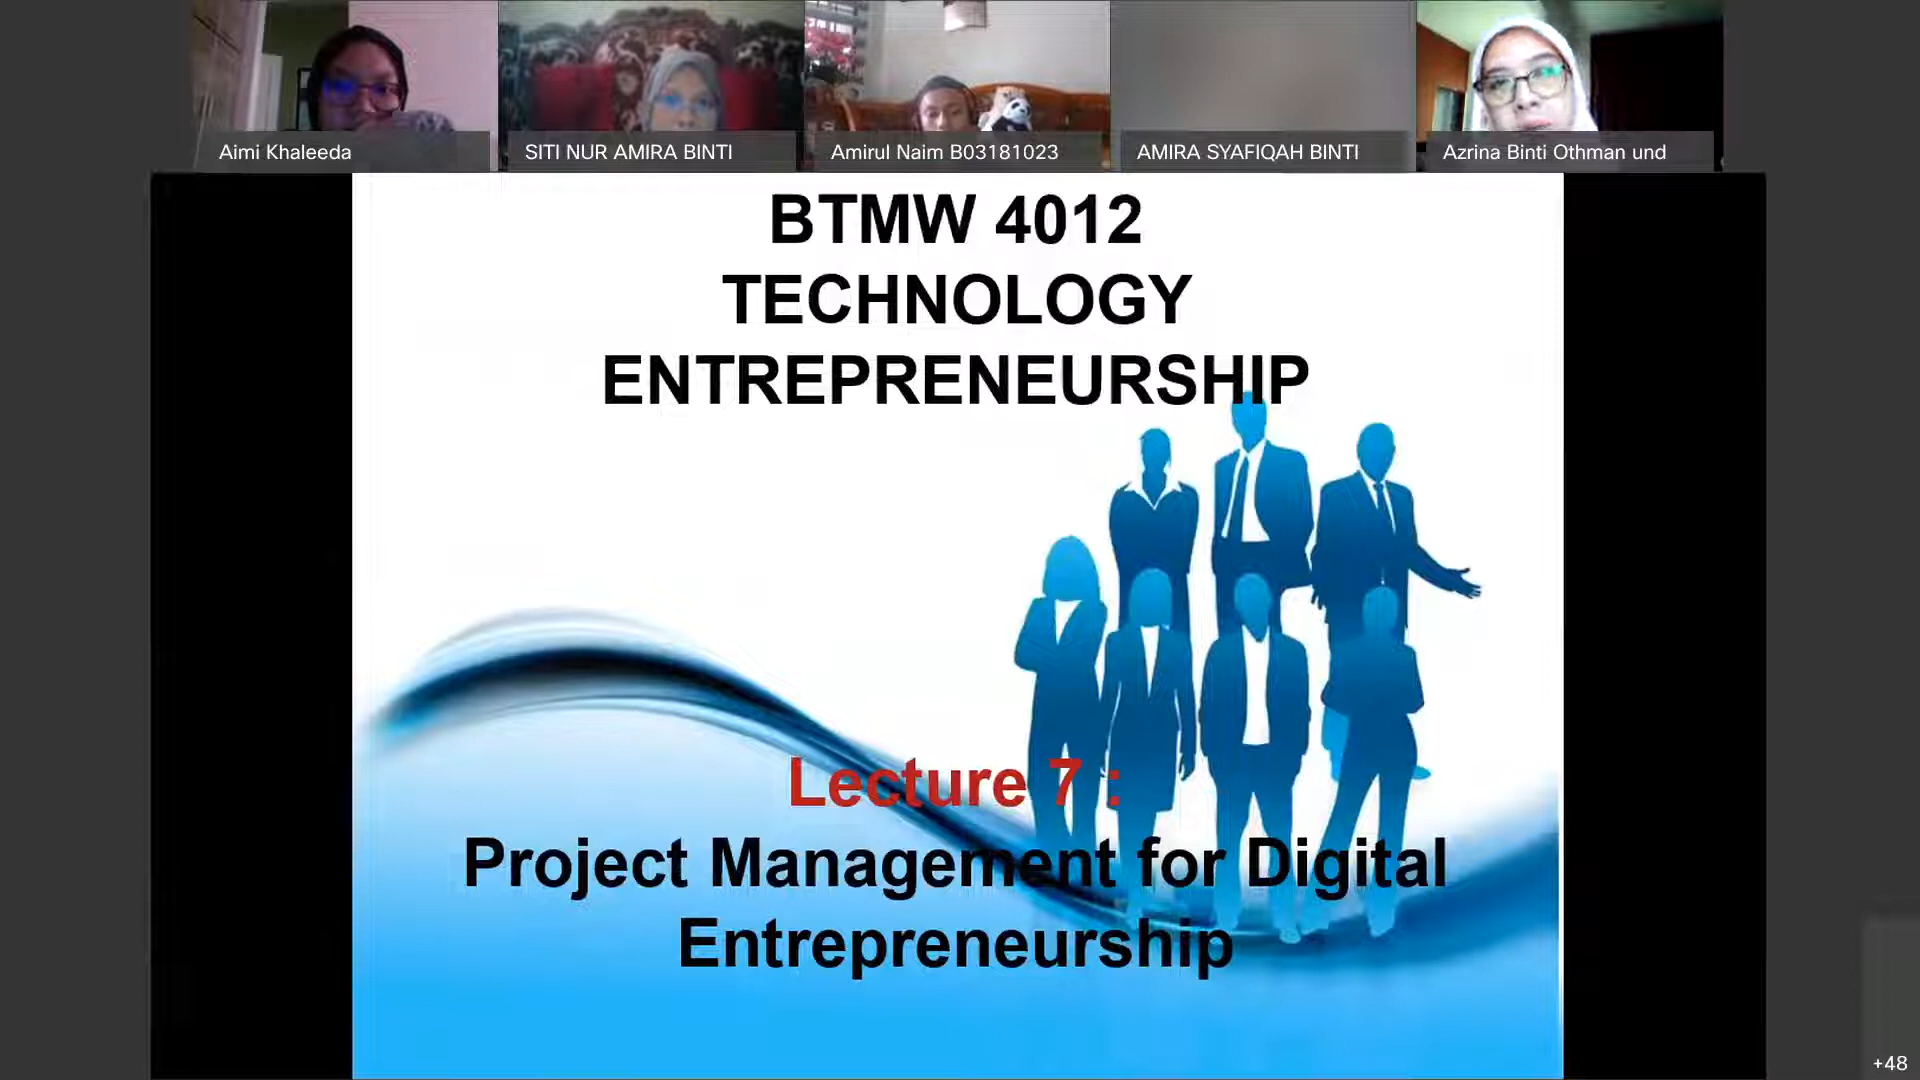 Aimi Khaleeda
SITI NUR AMIRA BINTI
Amirul Naim B03181023
AMIRA SYAFIQAH BINTI
Azrina Binti Othman und
BTMW 4012
TECHNOLOGY
ENTREPRENEURSHIP
Lecture 7 :
Project Management for Digital
Entrepreneurship
+48